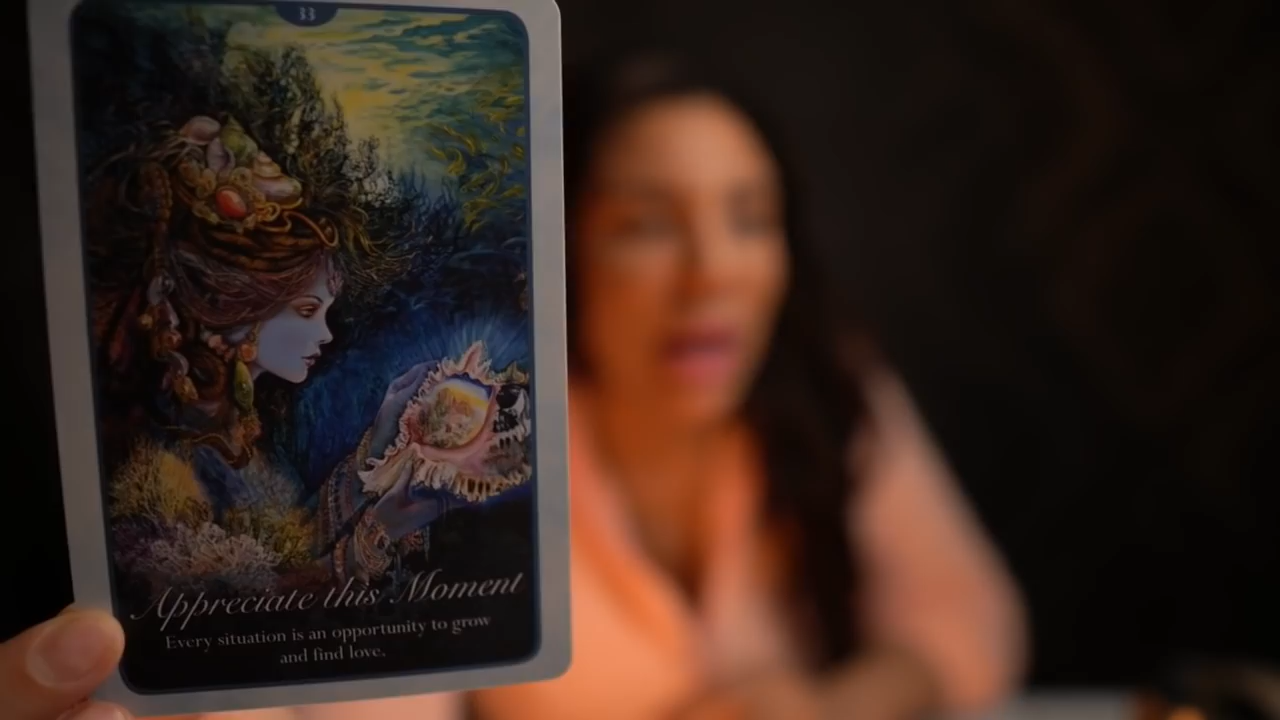 33
Appreciate this Moment
Every situation is an opportunity to grow
and find love.